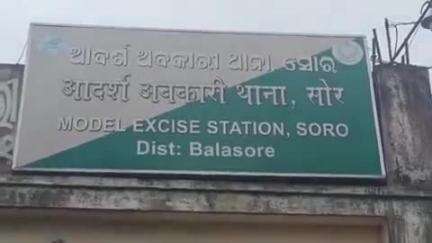 ଆଦର୍ଶ ଅବକାରୀ ଥାନା ସୋର
आदर्श अबकारी थाना, सोर
MODEL EXCISE STATION, SORO
Dist: Balasore